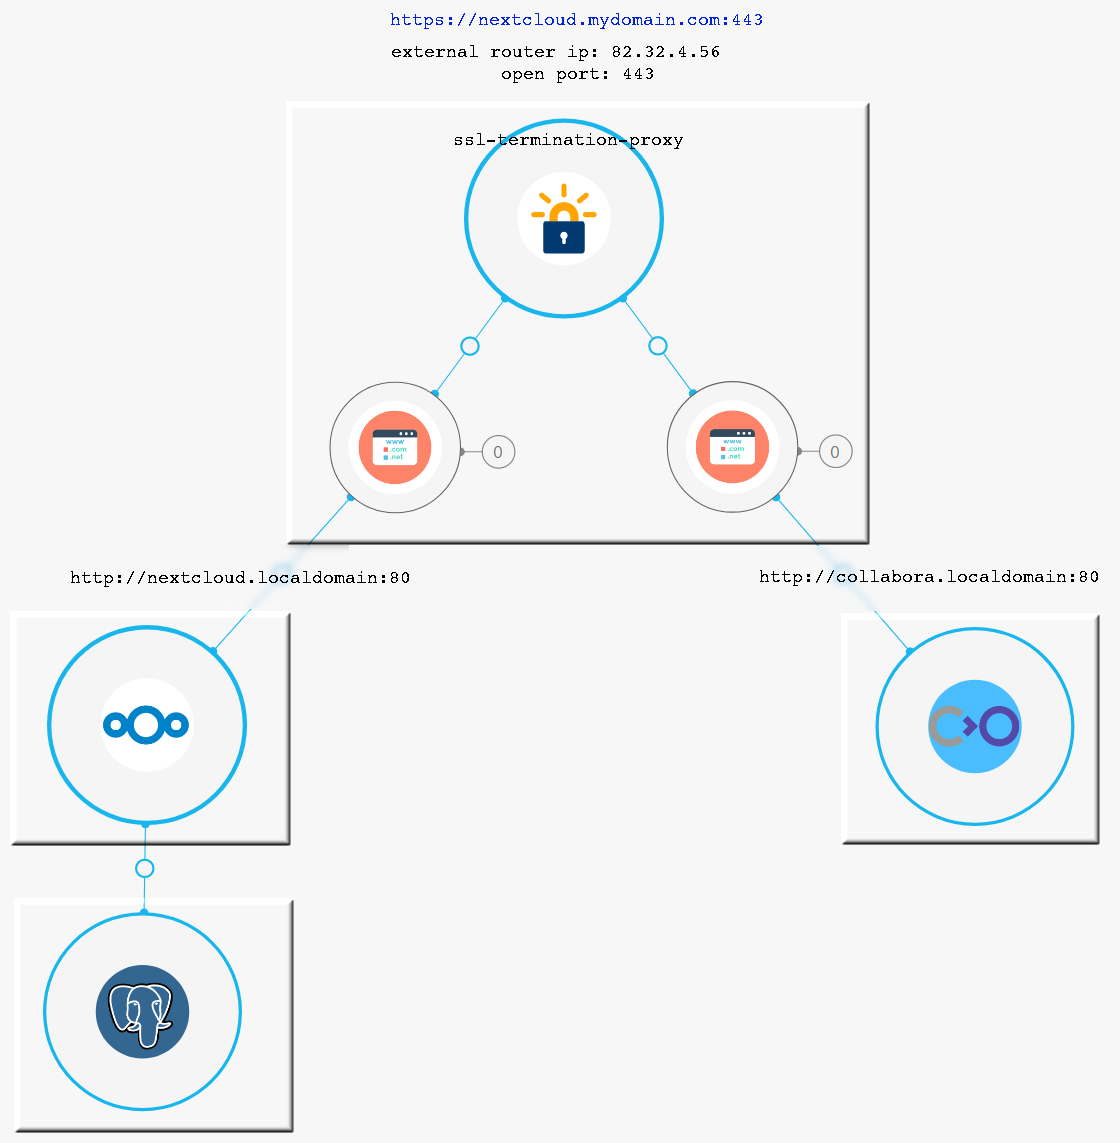 https://nextcloud.mydomain.com:443
external router ip: 82.32.4.56
open port: 443
ssl-termination-proxy
www
.com
.net
0
www
.com
.net
0
http://nextcloud.localdomain:80
http://collabora.localdomain:80